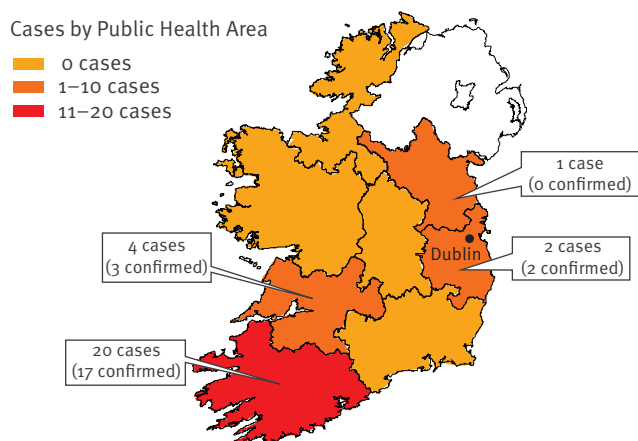 Cases by Public Health Area
0 cases
1–10 cases
11–20 cases
1 case
(0 confirmed)
4 cases
(3 confirmed)
Dublin
2 cases
(2 confirmed)
20 cases
(17 confirmed)